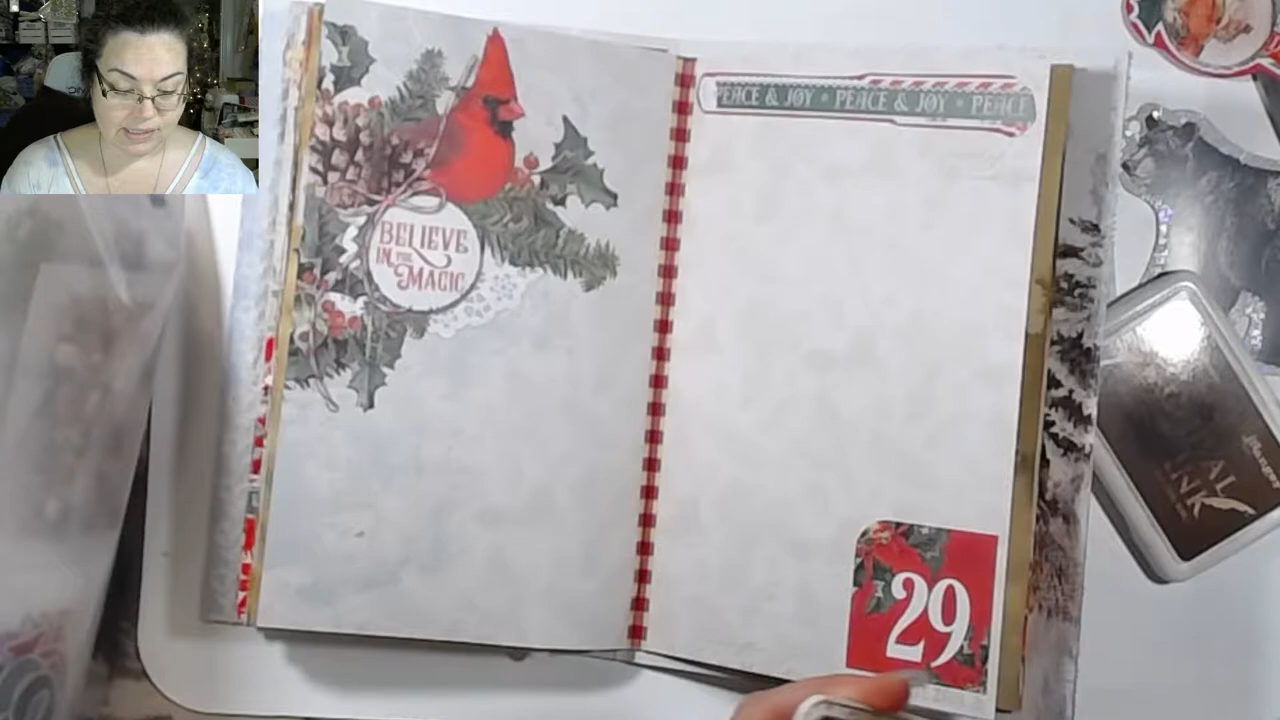 BELIEVE
IN THE
MAGIC
PEACE & JOY * PEACE & JOY * PEACE
29